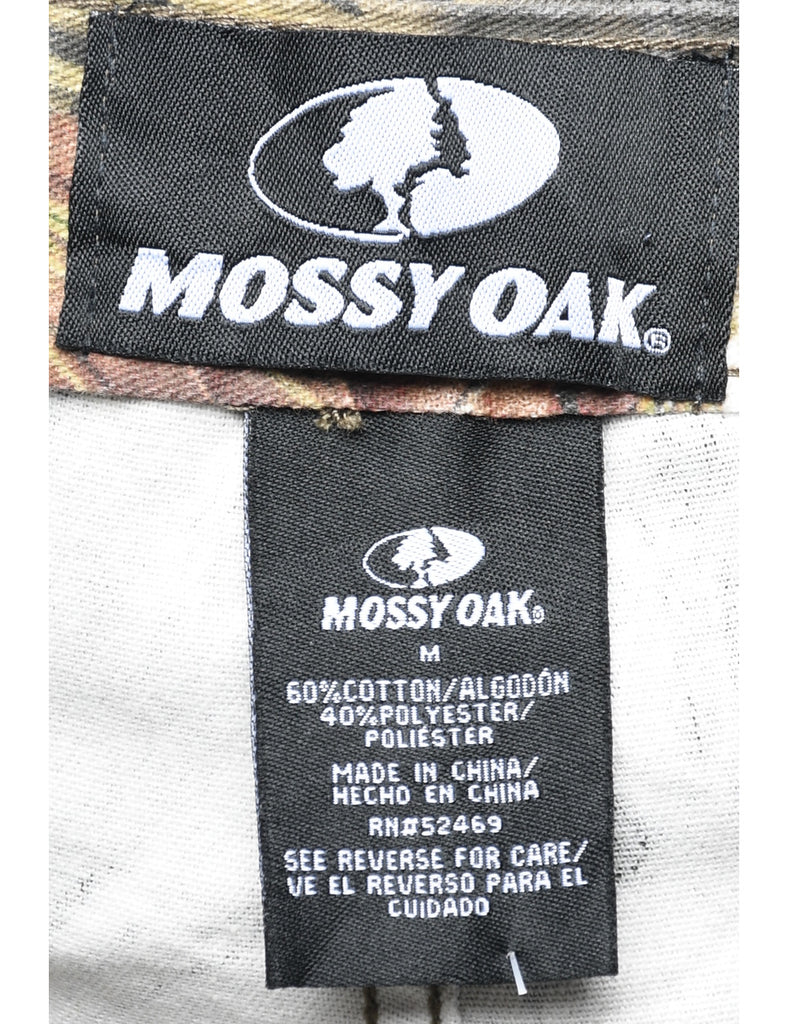 MOSSY OAK®
MOSSY OAK®
M
60%COTTON/ALGODÓN
40%POLYESTER/
POLIÉSTER
MADE IN CHINA/
HECHO EN CHINA
RN#52469
SEE REVERSE FOR CARE/
VE EL REVERSO PARA EL
CUIDADO